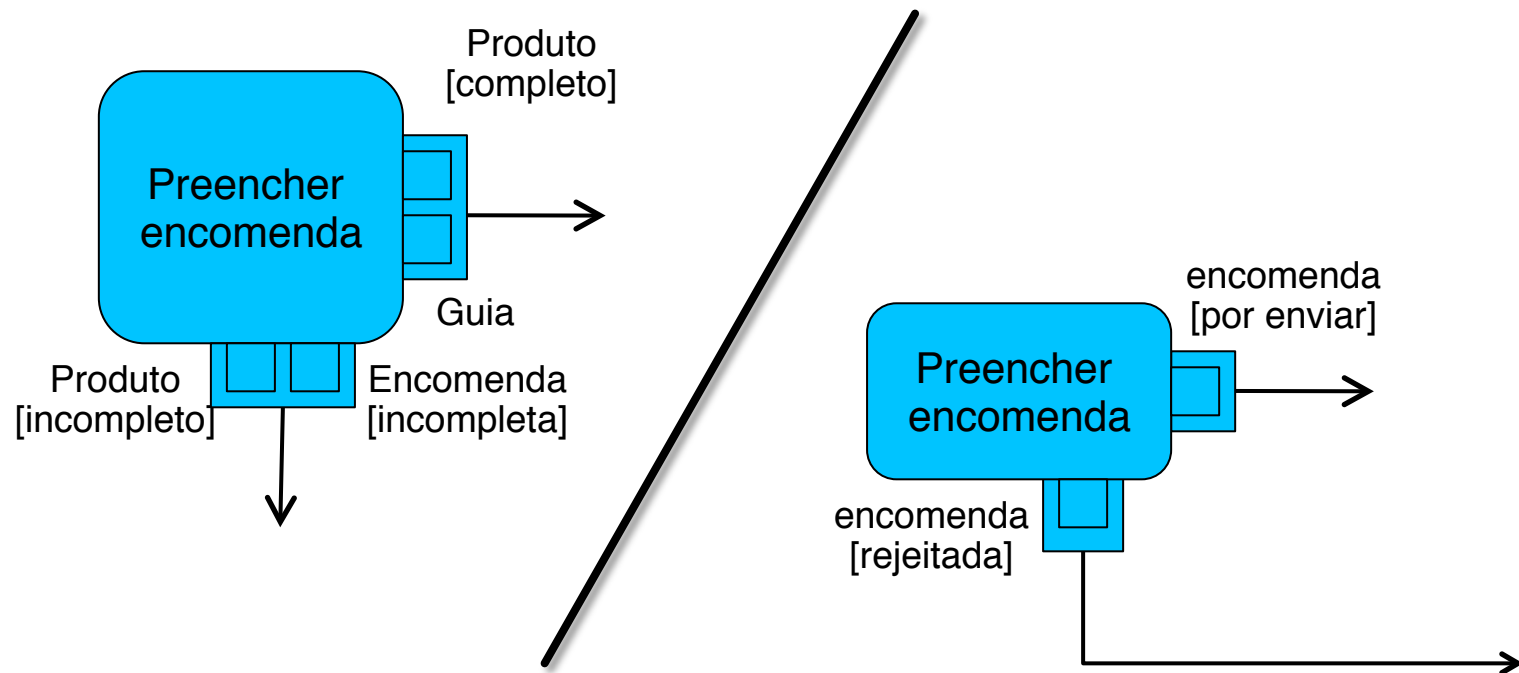 Produto
[completo]
Preencher
encomenda
Guia
Produto
[incompleto]
Encomenda
[incompleta]
encomenda
[por enviar]
Preencher
encomenda
encomenda
[rejeitada]